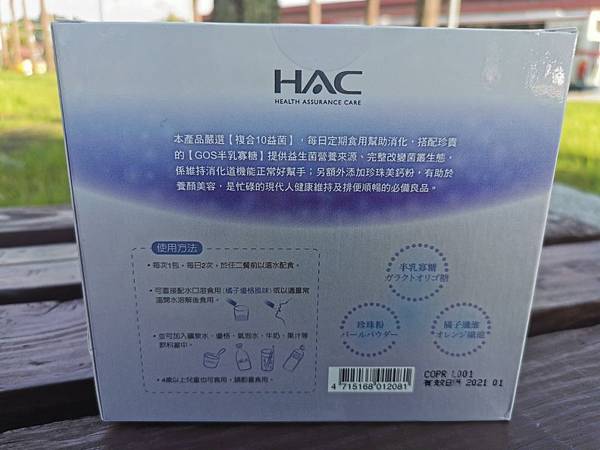 HAC
HEALTH ASSURANCE CARE
本產品嚴選【複合10益菌】，每日定期食用幫助消化，搭配珍貴
的【GOS半乳寡糖】提供益生菌營養來源、完整改變菌叢生態，
係維持消化道機能正常好幫手；另額外添加珍珠美鈣粉，有助於
養顏美容，是忙碌的現代人健康維持及排便順暢的必備良品。
使用方法
• 每次1包，每日2次，於任二餐前以溫水配食。
• 可直接配水口溶食用(橘子優格風味)或以適量常
溫開水溶解後食用。
• 並可加入礦泉水、優格、氣泡水、牛奶、果汁等
飲料當中。
• 4歲以上兒童也可食用，請酌量食用。
半乳寡糖
ガラクトオリゴ糖
珍珠粉
パールパウダー
橘子纖維
オレンジ繊維
4 715168 012081
COPR L001
有效日期 2021 01